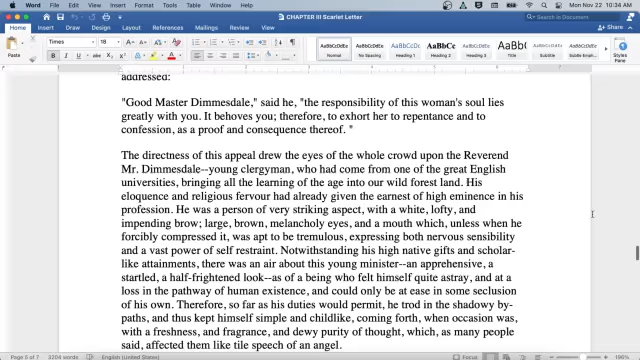 Word File Edit View Insert Format Tools Table Window Help Mon Nov 22 10:34 AM
CHAPTER III Scarlet Letter
Search in Document
Home Insert Draw Design Layout References Mailings Review View
Share
Paste
Times 18
AaBbCcDdEe AaBbCcDdEe AaBbCcDc AaBbCcDdEe AaBb AaBbCcDdEe AaBbCcDdEe
Normal No Spacing Heading 1 Heading 2 Title Subtitle Subtle Emph...
Styles
Pane
addressed:
"Good Master Dimmesdale," said he, "the responsibility of this woman's soul lies
greatly with you. It behoves you; therefore, to exhort her to repentance and to
confession, as a proof and consequence thereof. "
The directness of this appeal drew the eyes of the whole crowd upon the Reverend
Mr. Dimmesdale--young clergyman, who had come from one of the great English
universities, bringing all the learning of the age into our wild forest land. His
eloquence and religious fervour had already given the earnest of high eminence in his
profession. He was a person of very striking aspect, with a white, lofty, and
impending brow; large, brown, melancholy eyes, and a mouth which, unless when he
forcibly compressed it, was apt to be tremulous, expressing both nervous sensibility
and a vast power of self restraint. Notwithstanding his high native gifts and scholar-
like attainments, there was an air about this young minister--an apprehensive, a
startled, a half-frightened look--as of a being who felt himself quite astray, and at a
loss in the pathway of human existence, and could only be at ease in some seclusion
of his own. Therefore, so far as his duties would permit, he trod in the shadowy by-
paths, and thus kept himself simple and childlike, coming forth, when occasion was,
with a freshness, and fragrance, and dewy purity of thought, which, as many people
said, affected them like tile speech of an angel.
Page 5 of 7 3204 words English (United States)
Focus
190%